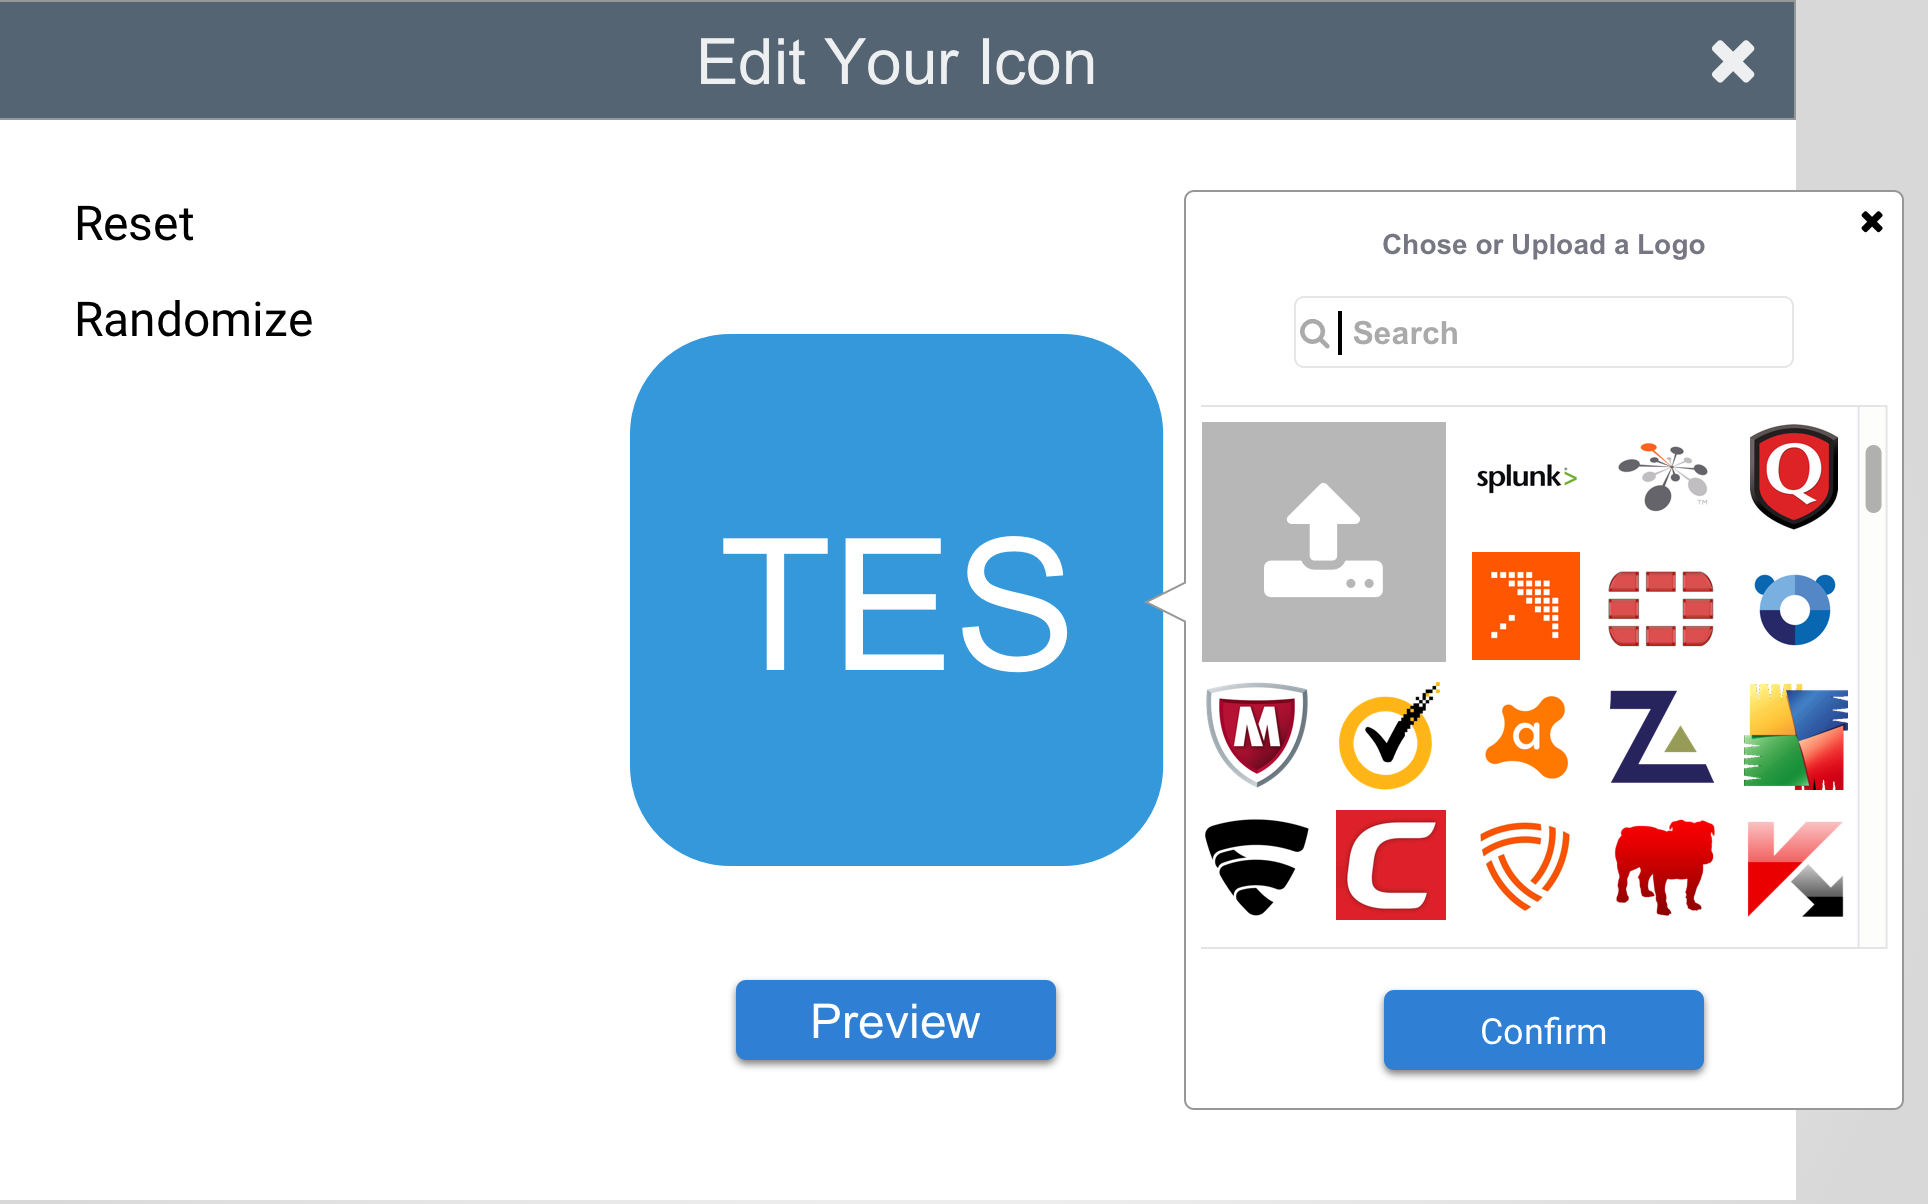 Edit Your Icon
Reset
Randomize
TES
Preview
Chose or Upload a Logo
Search
splunk>
TM
Q
M
a
Z
C
K
Confirm